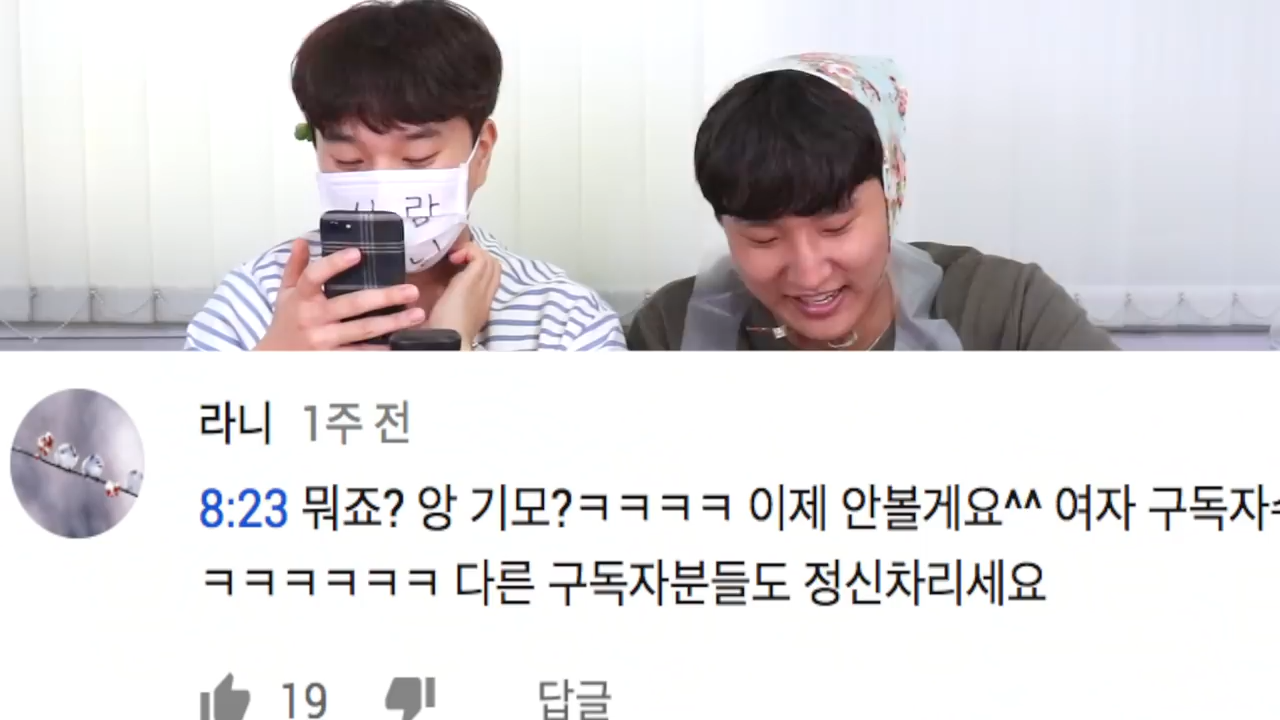 람
라니 1주 전
8:23 뭐죠? 앙 기모?ㅋㅋㅋㅋ 이제 안볼게요^^ 여자 구독자
ㅋㅋㅋㅋㅋㅋ 다른 구독자분들도 정신차리세요
19 답글